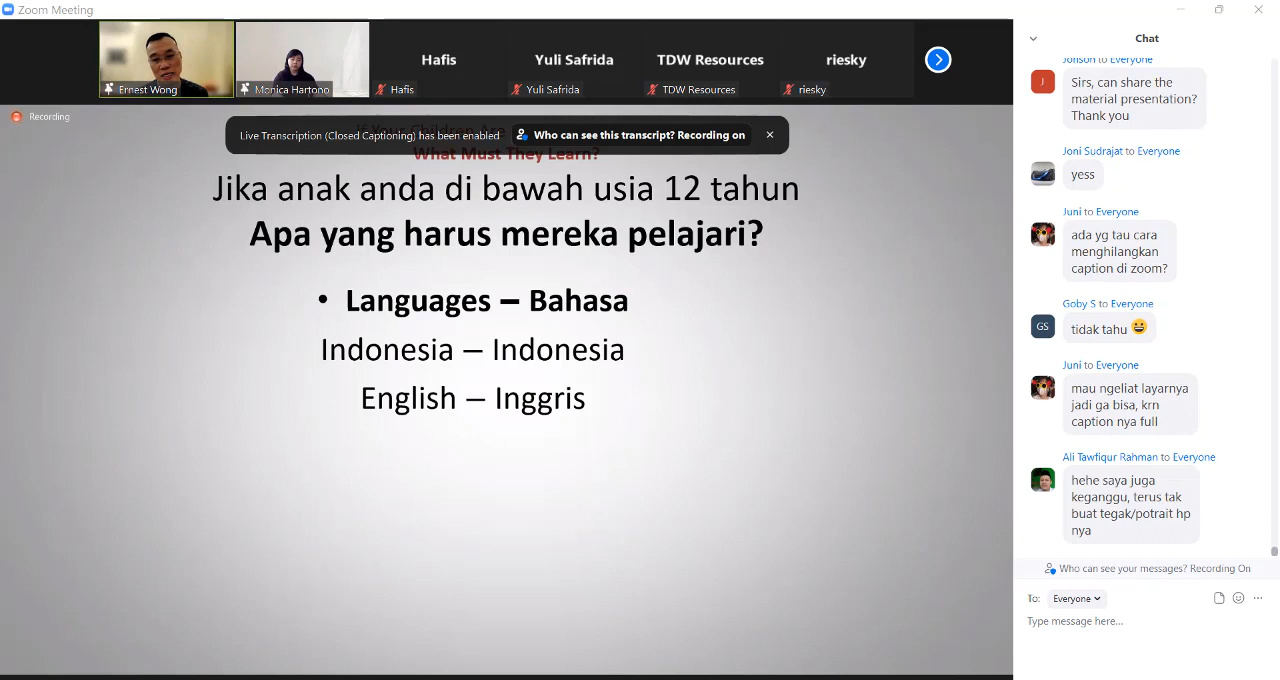 Zoom Meeting
Hafis
Yuli Safrida
TDW Resources
riesky
Ernest Wong
Monica Hartono
Hafis
Yuli Safrida
TDW Resources
riesky
Recording
Live Transcription (Closed Captioning) has been enabled
Who can see this transcript? Recording on
What Must They Learn?
Jika anak anda di bawah usia 12 tahun
Apa yang harus mereka pelajari?
• Languages – Bahasa
Indonesia – Indonesia
English – Inggris
Chat
Jonson to Everyone
J
Sirs, can share the
material presentation?
Thank you
Joni Sudrajat to Everyone
yess
Juni to Everyone
ada yg tau cara
menghilangkan
caption di zoom?
Goby S to Everyone
GS
tidak tahu 😀
Juni to Everyone
mau ngeliat layarnya
jadi ga bisa, krn
caption nya full
Ali Tawfiqur Rahman to Everyone
hehe saya juga
keganggu, terus tak
buat tegak/potrait hp
nya
Who can see your messages? Recording On
To: Everyone
Type message here...